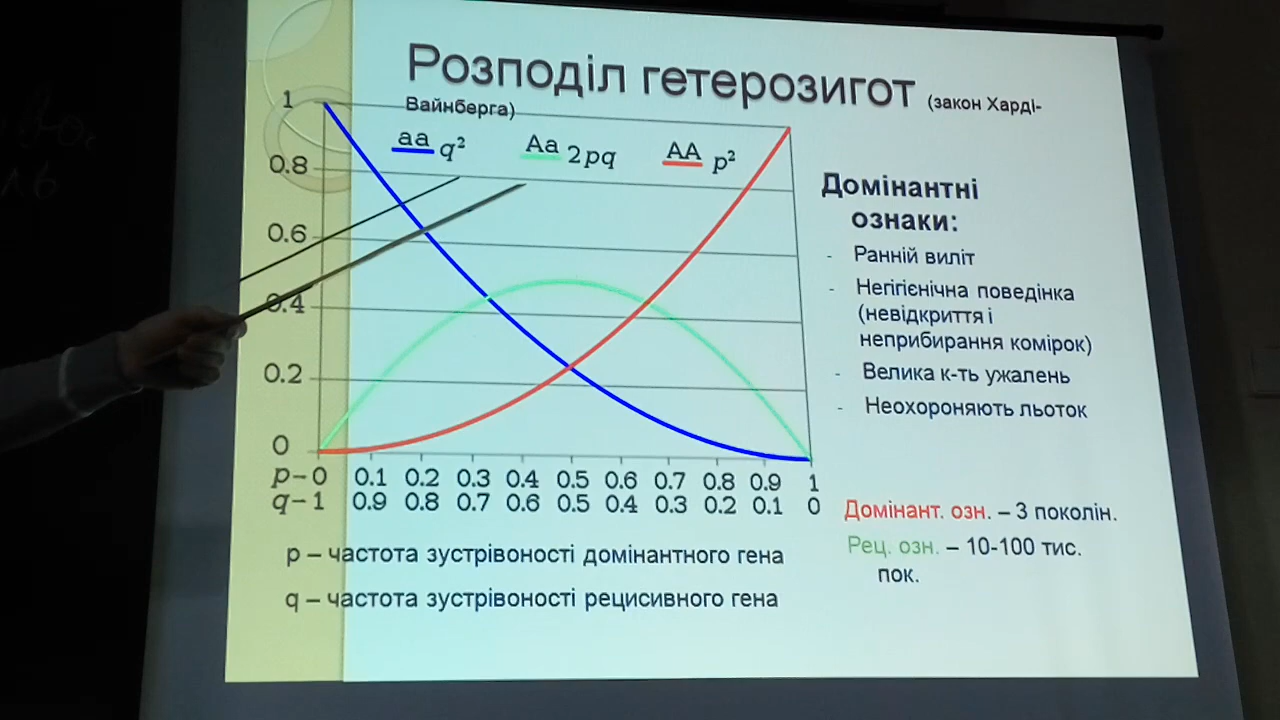 Розподіл гетерозигот (закон Харді-
Вайнберга)
aa q² Aa 2pq AA p²
1
0.8
0.6
0.4
0.2
0
p–0 0.1 0.2 0.3 0.4 0.5 0.6 0.7 0.8 0.9 1
q–1 0.9 0.8 0.7 0.6 0.5 0.4 0.3 0.2 0.1 0
p – частота зустрівоності домінантного гена
q – частота зустрівоності рецисивного гена
Домінантні
ознаки:
- Ранній виліт
- Негігієнічна поведінка
(невідкриття і
неприбирання комірок)
- Велика к-ть ужалень
- Неохороняють льоток
Домінант. озн. – 3 поколін.
Рец. озн. – 10-100 тис.
пок.